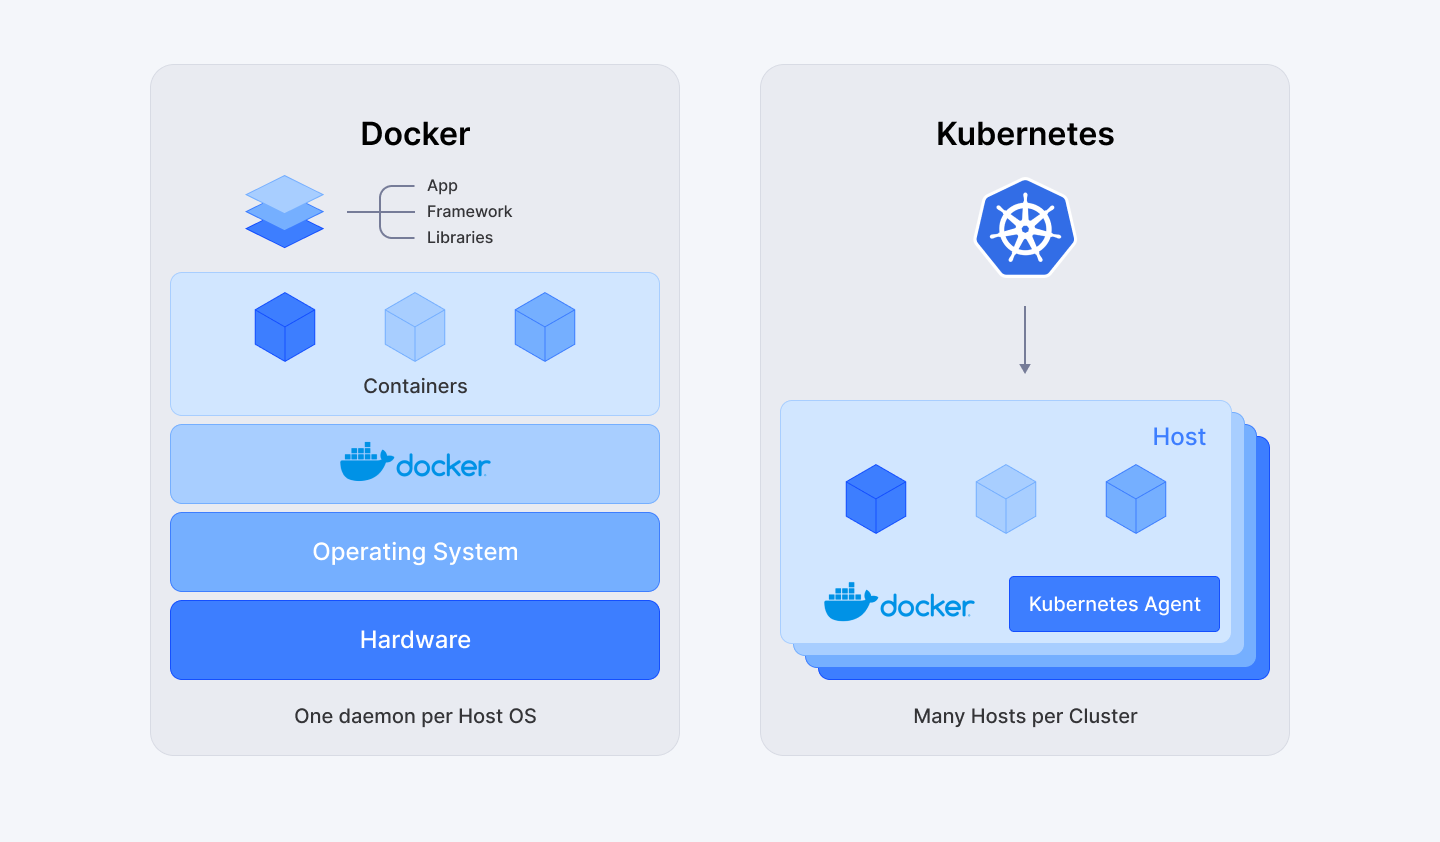 Docker
App
Framework
Libraries
Containers
docker
Operating System
Hardware
One daemon per Host OS
Kubernetes
Host
docker
Kubernetes Agent
Many Hosts per Cluster